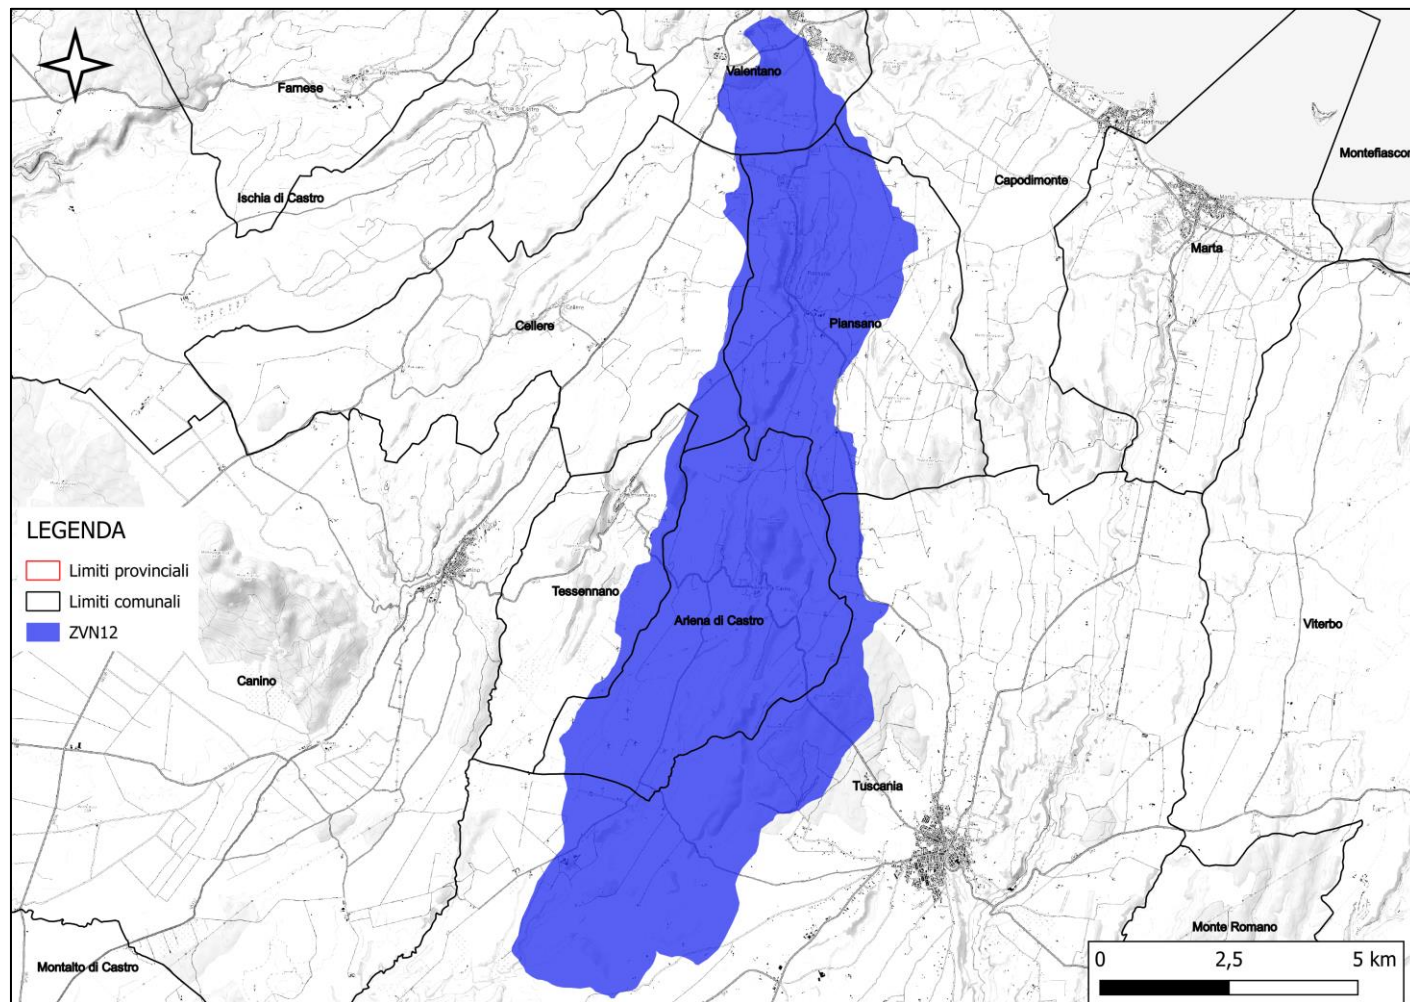 Valentano
Farnese
Montefiascon
Capodimonte
Ischia di Castro
Marta
Piansano
Cellere
LEGENDA
Limiti provinciali
Limiti comunali
ZVN12
Tessennano
Arlena di Castro
Viterbo
Canino
Tuscania
Monte Romano
Montalto di Castro
0 2,5 5 km